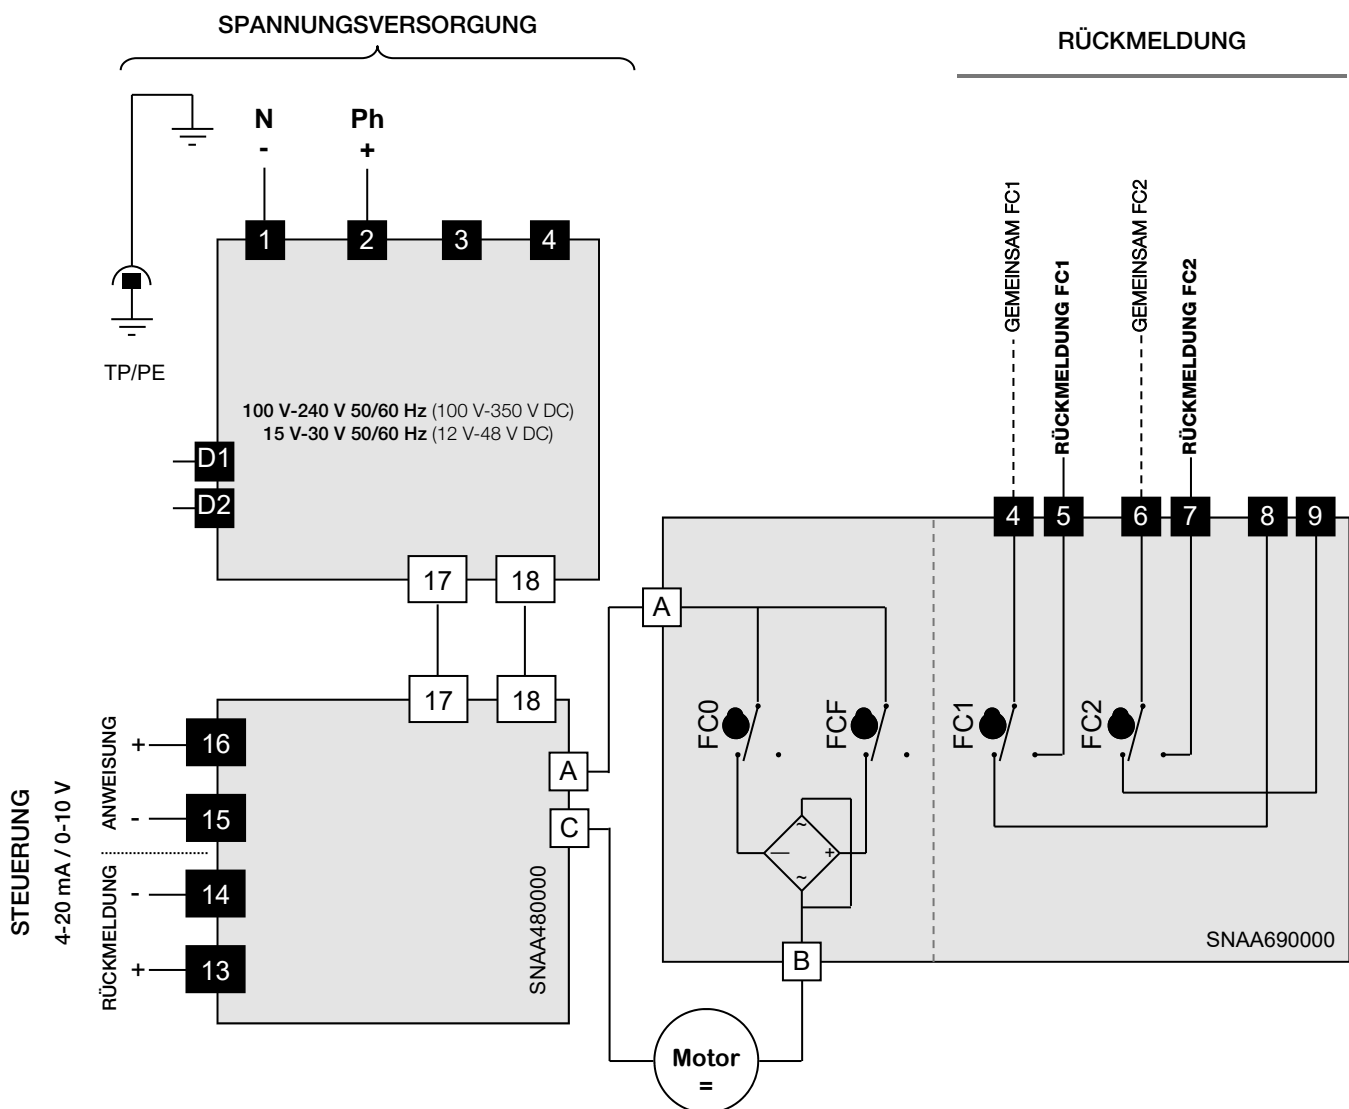 SPANNUNGSVERSORGUNG
RÜCKMELDUNG
N
-
Ph
+
1
2
3
4
TP/PE
100 V-240 V 50/60 Hz (100 V-350 V DC)
15 V-30 V 50/60 Hz (12 V-48 V DC)
D1
D2
17
18
17
18
STEUERUNG
4-20 mA / 0-10 V
ANWEISUNG
RÜCKMELDUNG
+
16
-
15
-
14
+
13
A
C
SNAA480000
GEMEINSAM FC1
RÜCKMELDUNG FC1
GEMEINSAM FC2
RÜCKMELDUNG FC2
4
5
6
7
8
9
A
FC0
FCF
FC1
FC2
~
— +
~
B
SNAA690000
Motor
=